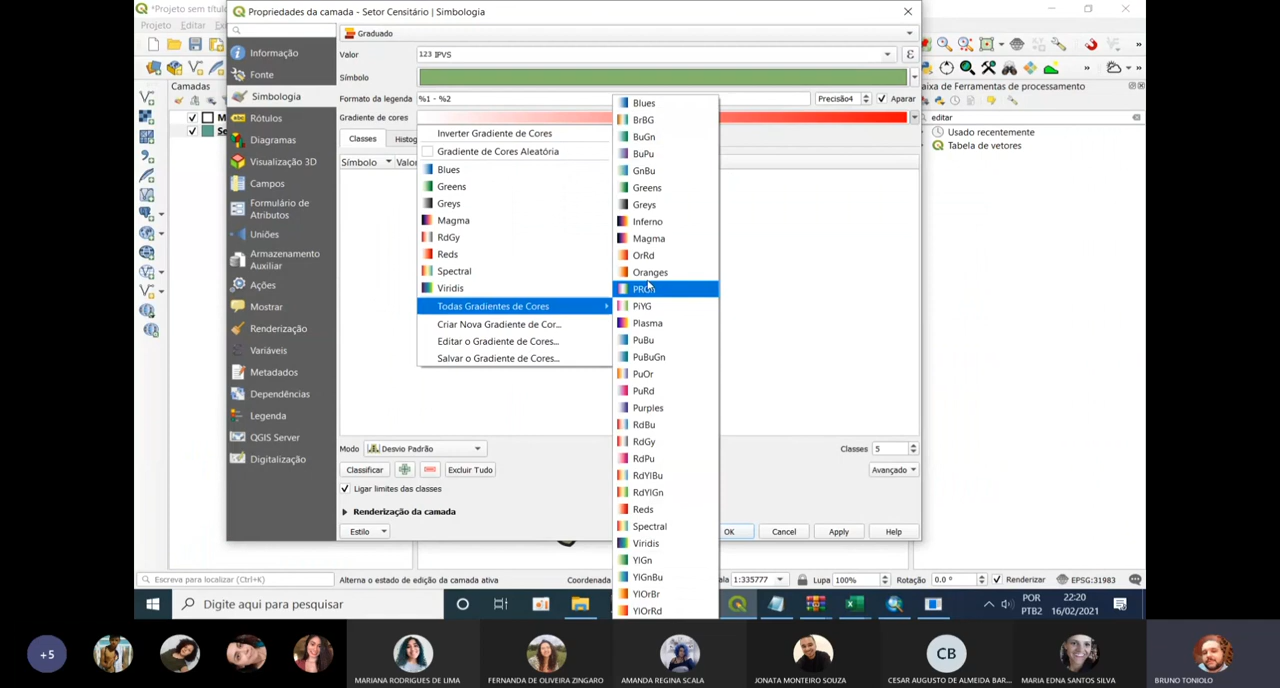 *Projeto sem títul
Projeto Editar Ex
Camadas
M
Se
Propriedades da camada - Setor Censitário | Simbologia
Informação
Fonte
Simbologia
Rótulos
Diagramas
Visualização 3D
Campos
Formulário de
Atributos
Uniões
Armazenamento
Auxiliar
Ações
Mostrar
Renderização
Variáveis
Metadados
Dependências
Legenda
QGIS Server
Digitalização
Graduado
Valor
123 IPVS
Símbolo
Formato da legenda
%1 - %2
Precisão4
Aparar
Gradiente de cores
Classes
Histog
Símbolo
Valor
Inverter Gradiente de Cores
Gradiente de Cores Aleatória
Blues
Greens
Greys
Magma
RdGy
Reds
Spectral
Viridis
Todas Gradientes de Cores
Criar Nova Gradiente de Cor...
Editar o Gradiente de Cores...
Salvar o Gradiente de Cores...
Blues
BrBG
BuGn
BuPu
GnBu
Greens
Greys
Inferno
Magma
OrRd
Oranges
PRGn
PiYG
Plasma
PuBu
PuBuGn
PuOr
PuRd
Purples
RdBu
RdGy
RdPu
RdYlBu
RdYlGn
Reds
Spectral
Viridis
YlGn
YlGnBu
YlOrBr
YlOrRd
Modo
Desvio Padrão
Classes
5
Classificar
Excluir Tudo
Avançado
Ligar limites das classes
Renderização da camada
Estilo
OK
Cancel
Apply
Help
aixa de Ferramentas de processamento
editar
Usado recentemente
Tabela de vetores
Escreva para localizar (Ctrl+K)
Alterna o estado de edição da camada ativa
Coordenada
ala
1:335777
Lupa
100%
Rotação
0.0 °
Renderizar
EPSG:31983
Digite aqui para pesquisar
POR
PTB2
22:20
16/02/2021
+5
MARIANA RODRIGUES DE LIMA
FERNANDA DE OLIVEIRA ZINGARO
AMANDA REGINA SCALA
JONATA MONTEIRO SOUZA
CB
CESAR AUGUSTO DE ALMEIDA BAR...
MARIA EDNA SANTOS SILVA
BRUNO TONIOLO